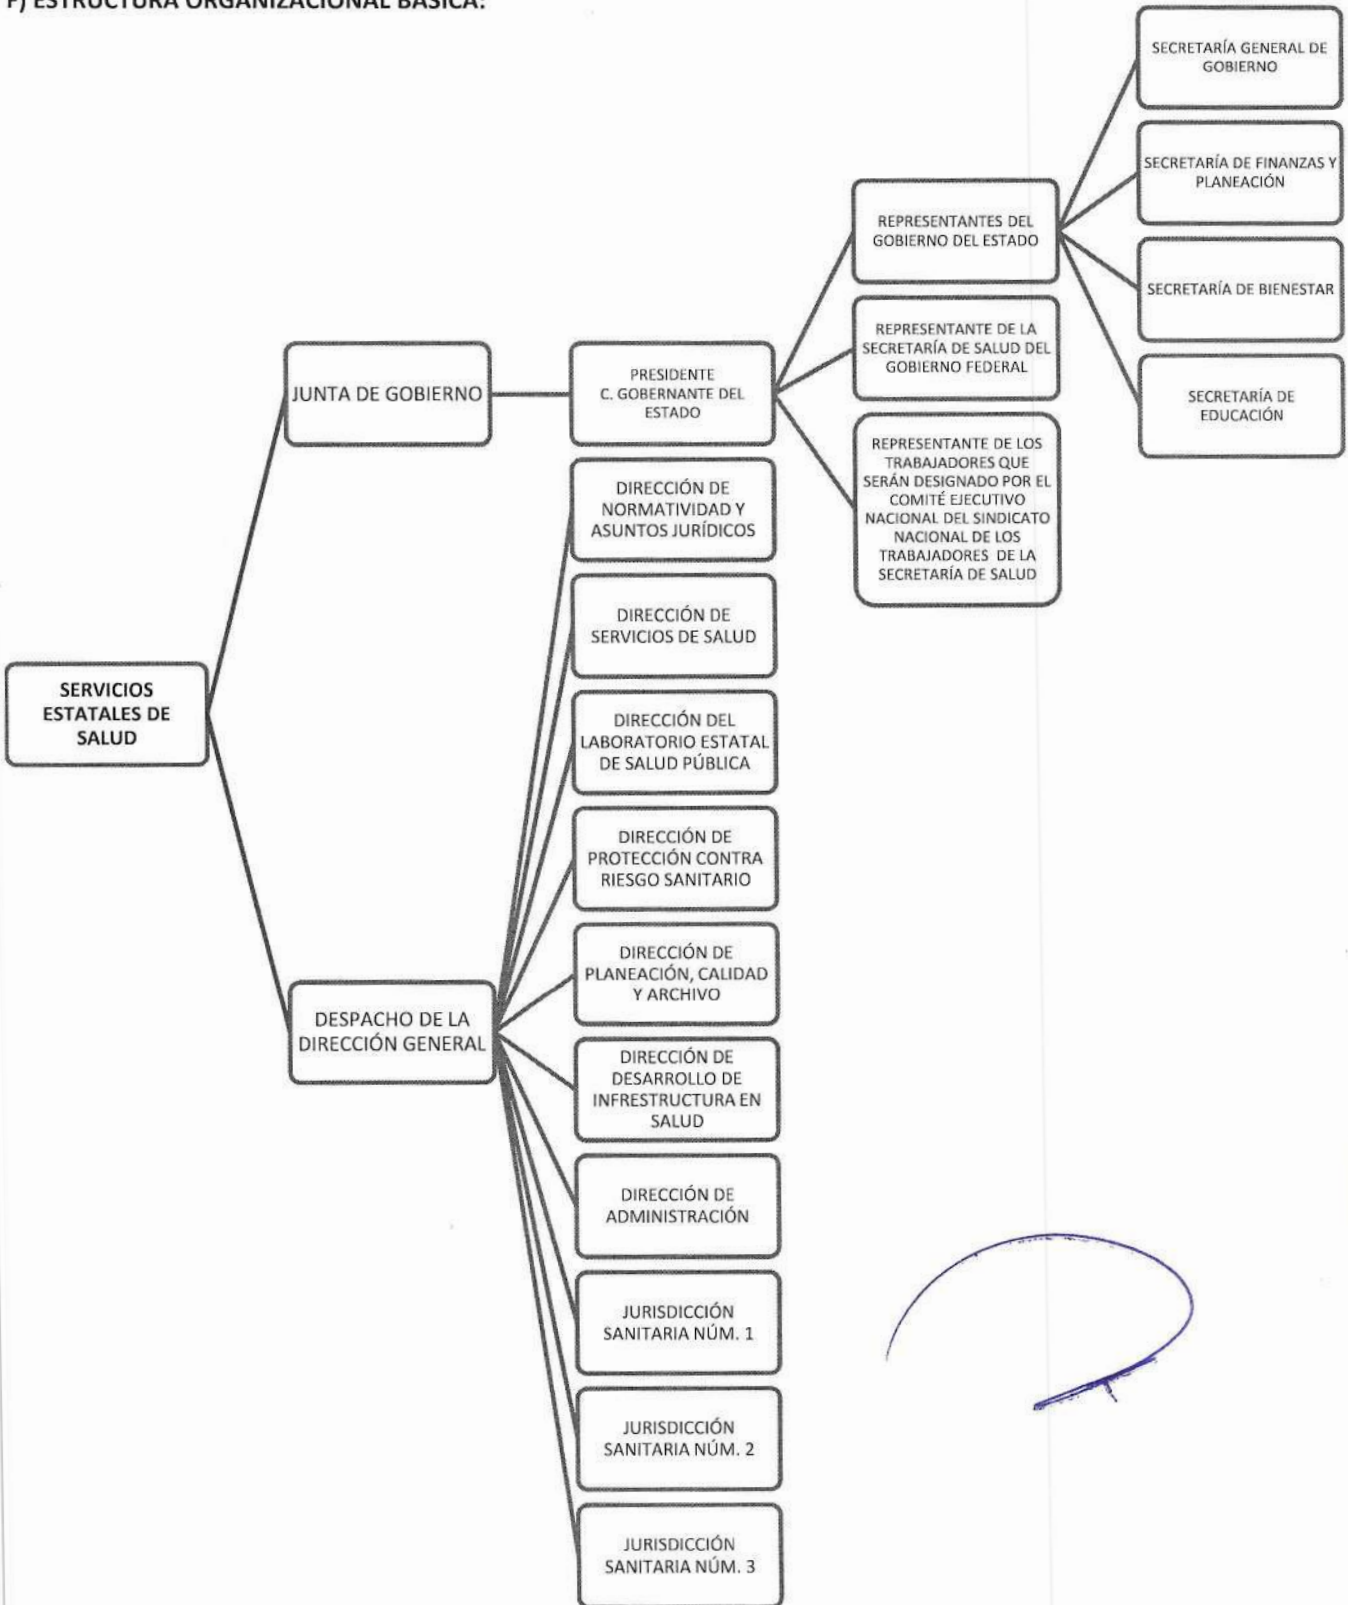 F) ESTRUCTURA ORGANIZACIONAL BÁSICA:
SERVICIOS
ESTATALES DE
SALUD
JUNTA DE GOBIERNO
PRESIDENTE
C. GOBERNANTE DEL
ESTADO
REPRESENTANTES DEL
GOBIERNO DEL ESTADO
SECRETARÍA GENERAL DE
GOBIERNO
SECRETARÍA DE FINANZAS Y
PLANEACIÓN
SECRETARÍA DE BIENESTAR
SECRETARÍA DE
EDUCACIÓN
REPRESENTANTE DE LA
SECRETARÍA DE SALUD DEL
GOBIERNO FEDERAL
REPRESENTANTE DE LOS
TRABAJADORES QUE
SERÁN DESIGNADO POR EL
COMITÉ EJECUTIVO
NACIONAL DEL SINDICATO
NACIONAL DE LOS
TRABAJADORES DE LA
SECRETARÍA DE SALUD
DESPACHO DE LA
DIRECCIÓN GENERAL
DIRECCIÓN DE
NORMATIVIDAD Y
ASUNTOS JURÍDICOS
DIRECCIÓN DE
SERVICIOS DE SALUD
DIRECCIÓN DEL
LABORATORIO ESTATAL
DE SALUD PÚBLICA
DIRECCIÓN DE
PROTECCIÓN CONTRA
RIESGO SANITARIO
DIRECCIÓN DE
PLANEACIÓN, CALIDAD
Y ARCHIVO
DIRECCIÓN DE
DESARROLLO DE
INFRESTRUCTURA EN
SALUD
DIRECCIÓN DE
ADMINISTRACIÓN
JURISDICCIÓN
SANITARIA NÚM. 1
JURISDICCIÓN
SANITARIA NÚM. 2
JURISDICCIÓN
SANITARIA NÚM. 3